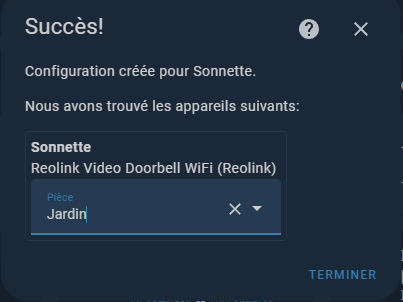 Succès!
Configuration créée pour Sonnette.
Nous avons trouvé les appareils suivants:
Sonnette
Reolink Video Doorbell WiFi (Reolink)
Pièce
Jardin
TERMINER